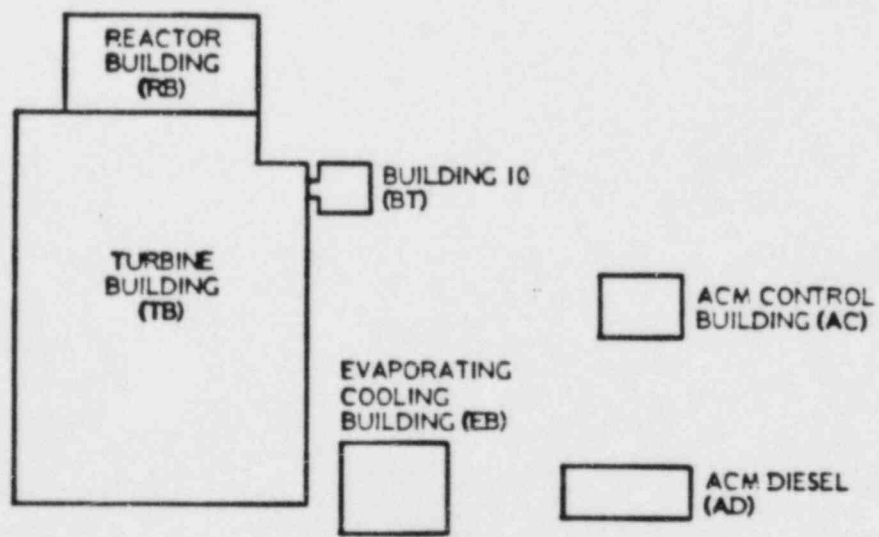 REACTOR
BUILDING
(RB)
BUILDING 10
(BT)
TURBINE
BUILDING
(TB)
ACM CONTROL
BUILDING (AC)
EVAPORATING
COOLING
BUILDING (EB)
ACM DIESEL
(AD)